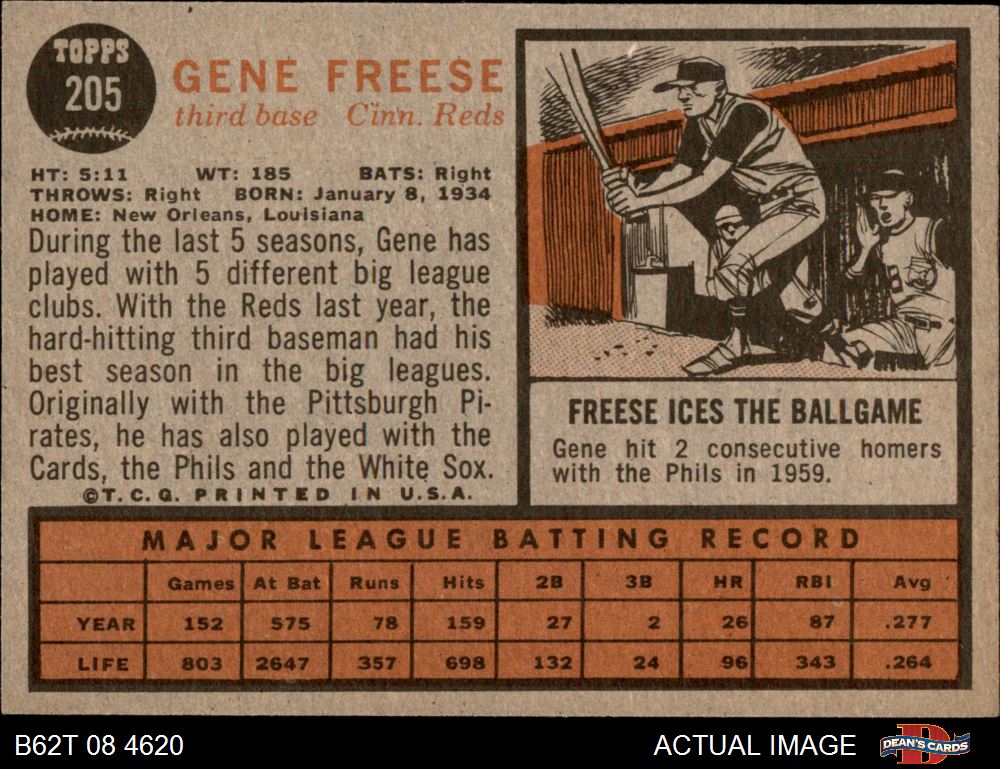 TOPPS
205
GENE FREESE
third base Cinn. Reds
HT: 5:11 WT: 185 BATS: Right
THROWS: Right BORN: January 8, 1934
HOME: New Orleans, Louisiana
During the last 5 seasons, Gene has
played with 5 different big league
clubs. With the Reds last year, the
hard-hitting third baseman had his
best season in the big leagues.
Originally with the Pittsburgh Pi-
rates, he has also played with the
Cards, the Phils and the White Sox.
©T.C.G. PRINTED IN U.S.A.
FREESE ICES THE BALLGAME
Gene hit 2 consecutive homers
with the Phils in 1959.
MAJOR LEAGUE BATTING RECORD
Games At Bat Runs Hits 2B 3B HR RBI Avg
YEAR 152 575 78 159 27 2 26 87 .277
LIFE 803 2647 357 698 132 24 96 343 .264
B62T 08 4620 ACTUAL IMAGE DEAN'S CARDS